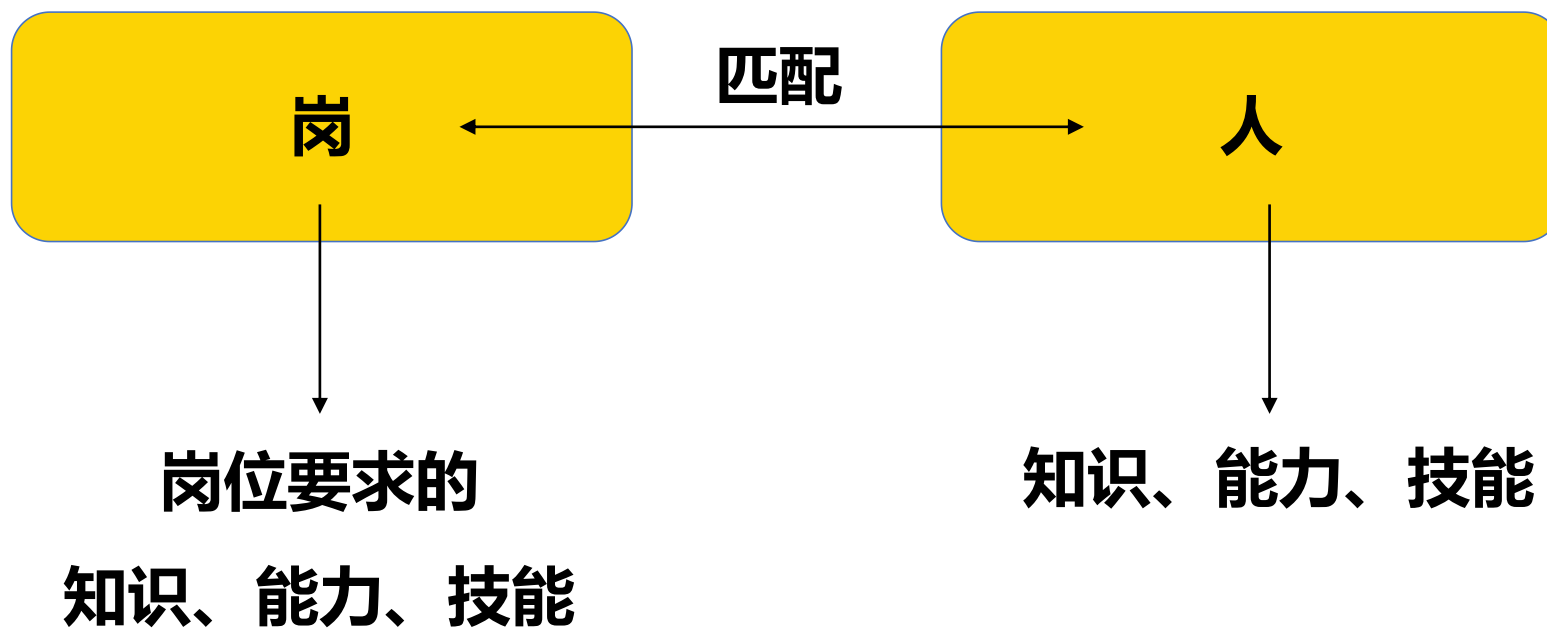 匹配
岗
人
岗位要求的
知识、能力、技能
知识、能力、技能